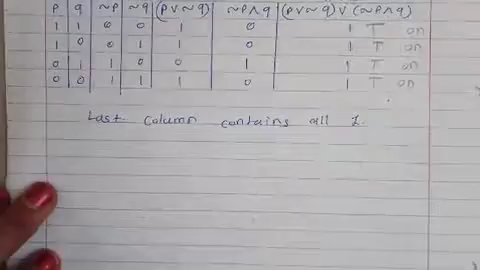 p q ~p ~q (p∨~q) ~p∧q (p∨~q)∨(~p∧q)
1 1 0 0 1 0 1 T on
1 0 0 1 1 0 1 T on
0 1 1 0 0 1 1 T on
0 0 1 1 1 0 1 T on
Last column contains all 1.